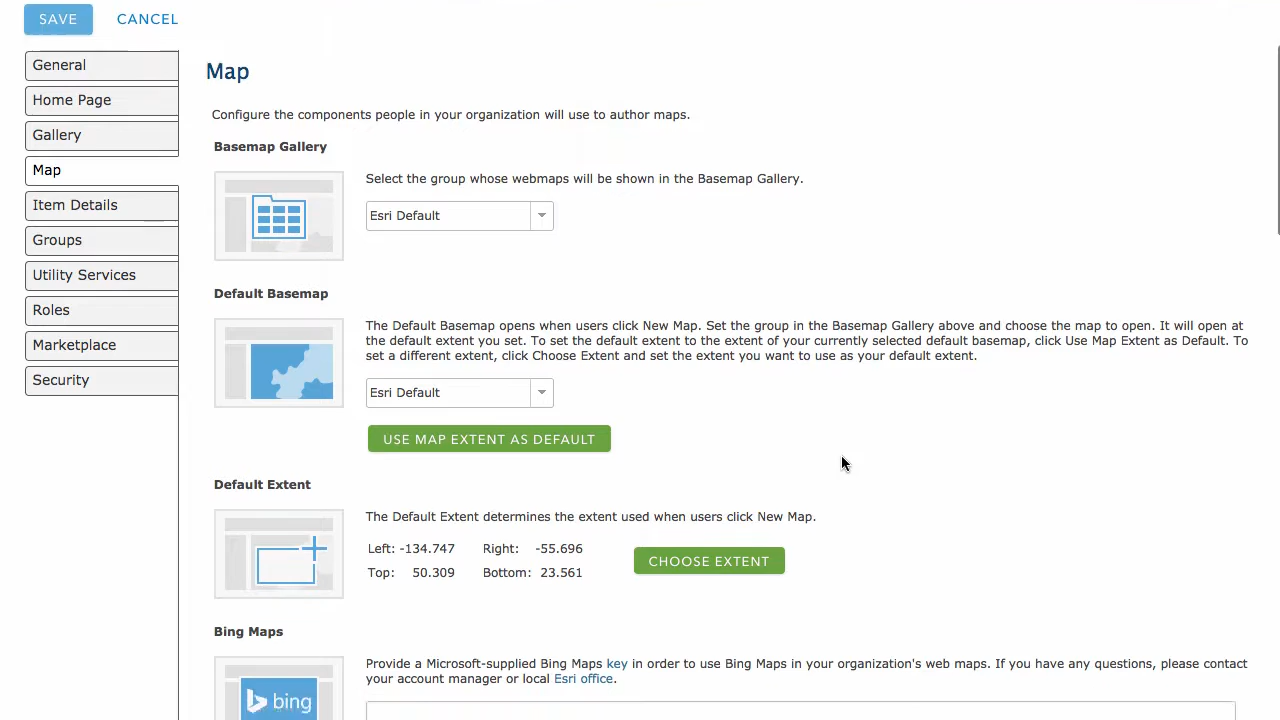 SAVE CANCEL
General
Home Page
Gallery
Map
Item Details
Groups
Utility Services
Roles
Marketplace
Security
Map
Configure the components people in your organization will use to author maps.
Basemap Gallery
Select the group whose webmaps will be shown in the Basemap Gallery.
Esri Default
Default Basemap
The Default Basemap opens when users click New Map. Set the group in the Basemap Gallery above and choose the map to open. It will open at
the default extent you set. To set the default extent to the extent of your currently selected default basemap, click Use Map Extent as Default. To
set a different extent, click Choose Extent and set the extent you want to use as your default extent.
Esri Default
USE MAP EXTENT AS DEFAULT
Default Extent
The Default Extent determines the extent used when users click New Map.
Left: -134.747 Right: -55.696
Top: 50.309 Bottom: 23.561
CHOOSE EXTENT
Bing Maps
Provide a Microsoft-supplied Bing Maps key in order to use Bing Maps in your organization's web maps. If you have any questions, please contact
your account manager or local Esri office.
bing